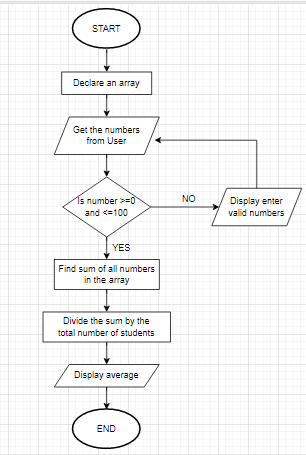 START
Declare an array
Get the numbers
from User
Is number >=0
and <=100
NO
Display enter
valid numbers
YES
Find sum of all numbers
in the array
Divide the sum by the
total number of students
Display average
END